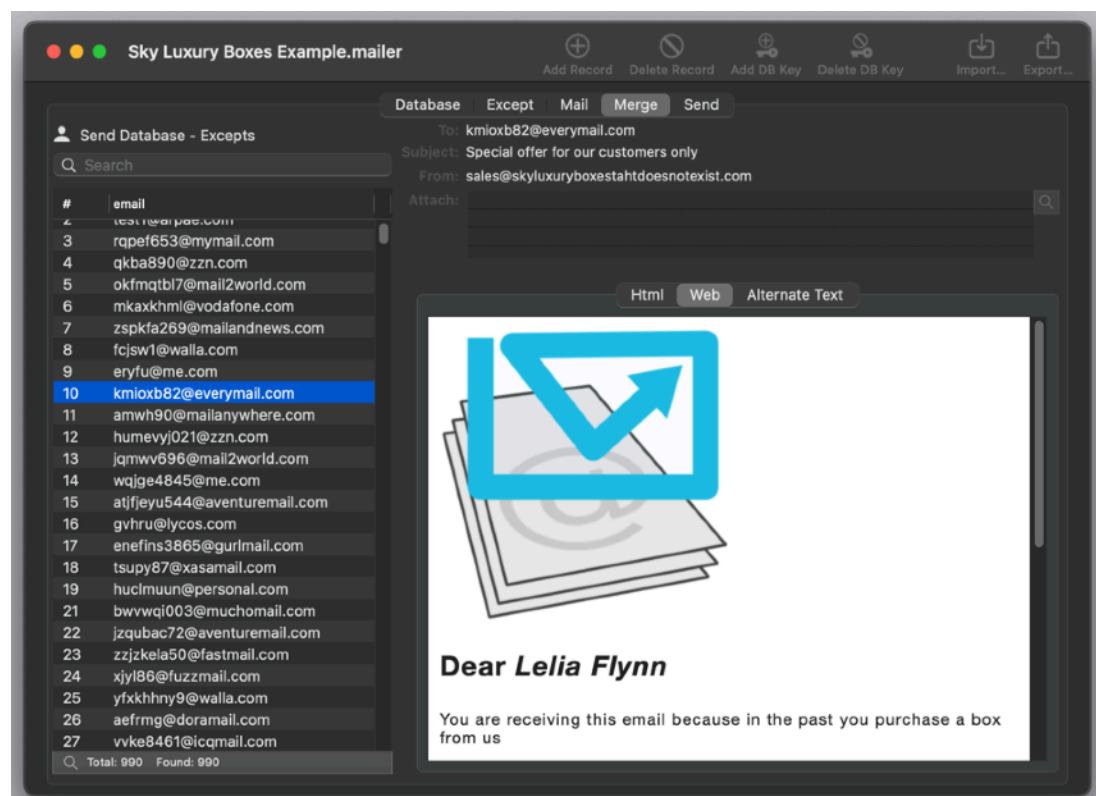 Sky Luxury Boxes Example.mailer
Add Record Delete Record Add DB Key Delete DB Key Import... Export...
Database Except Mail Merge Send
Send Database - Excepts
Search
To: kmioxb82@everymail.com
Subject: Special offer for our customers only
From: sales@skyluxuryboxestahtdoesnotexist.com
Attach:
# email
2 test1@arpae.com
3 rqpef653@mymail.com
4 qkba890@zzn.com
5 okfmqtbl7@mail2world.com
6 mkaxkhml@vodafone.com
7 zspkfa269@mailandnews.com
8 fcjsw1@walla.com
9 eryfu@me.com
10 kmioxb82@everymail.com
11 amwh90@mailanywhere.com
12 humevyj021@zzn.com
13 jqmwv696@mail2world.com
14 wqjge4845@me.com
15 atjfjeyu544@aventuremail.com
16 gvhru@lycos.com
17 enefins3865@gurlmail.com
18 tsupy87@xasamail.com
19 huclmuun@personal.com
21 bwvwqi003@muchomail.com
22 jzqubac72@aventuremail.com
23 zzjzkela50@fastmail.com
24 xjyl86@fuzzmail.com
25 yfxkhhny9@walla.com
26 aefrmg@doramail.com
27 vvke8461@icqmail.com
Total: 990 Found: 990
Html Web Alternate Text
@
Dear Lelia Flynn
You are receiving this email because in the past you purchase a box
from us